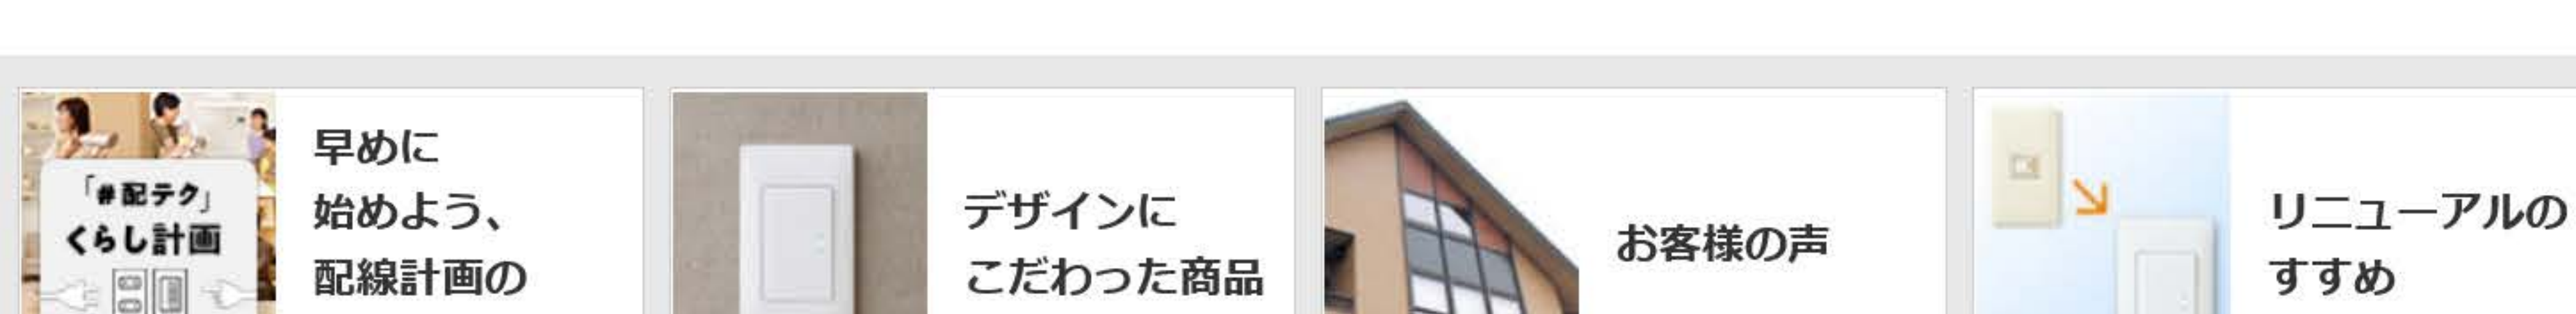 「#配テク」
くらし計画
早めに
始めよう、
配線計画の
デザインに
こだわった商品
お客様の声
リニューアルの
すすめ